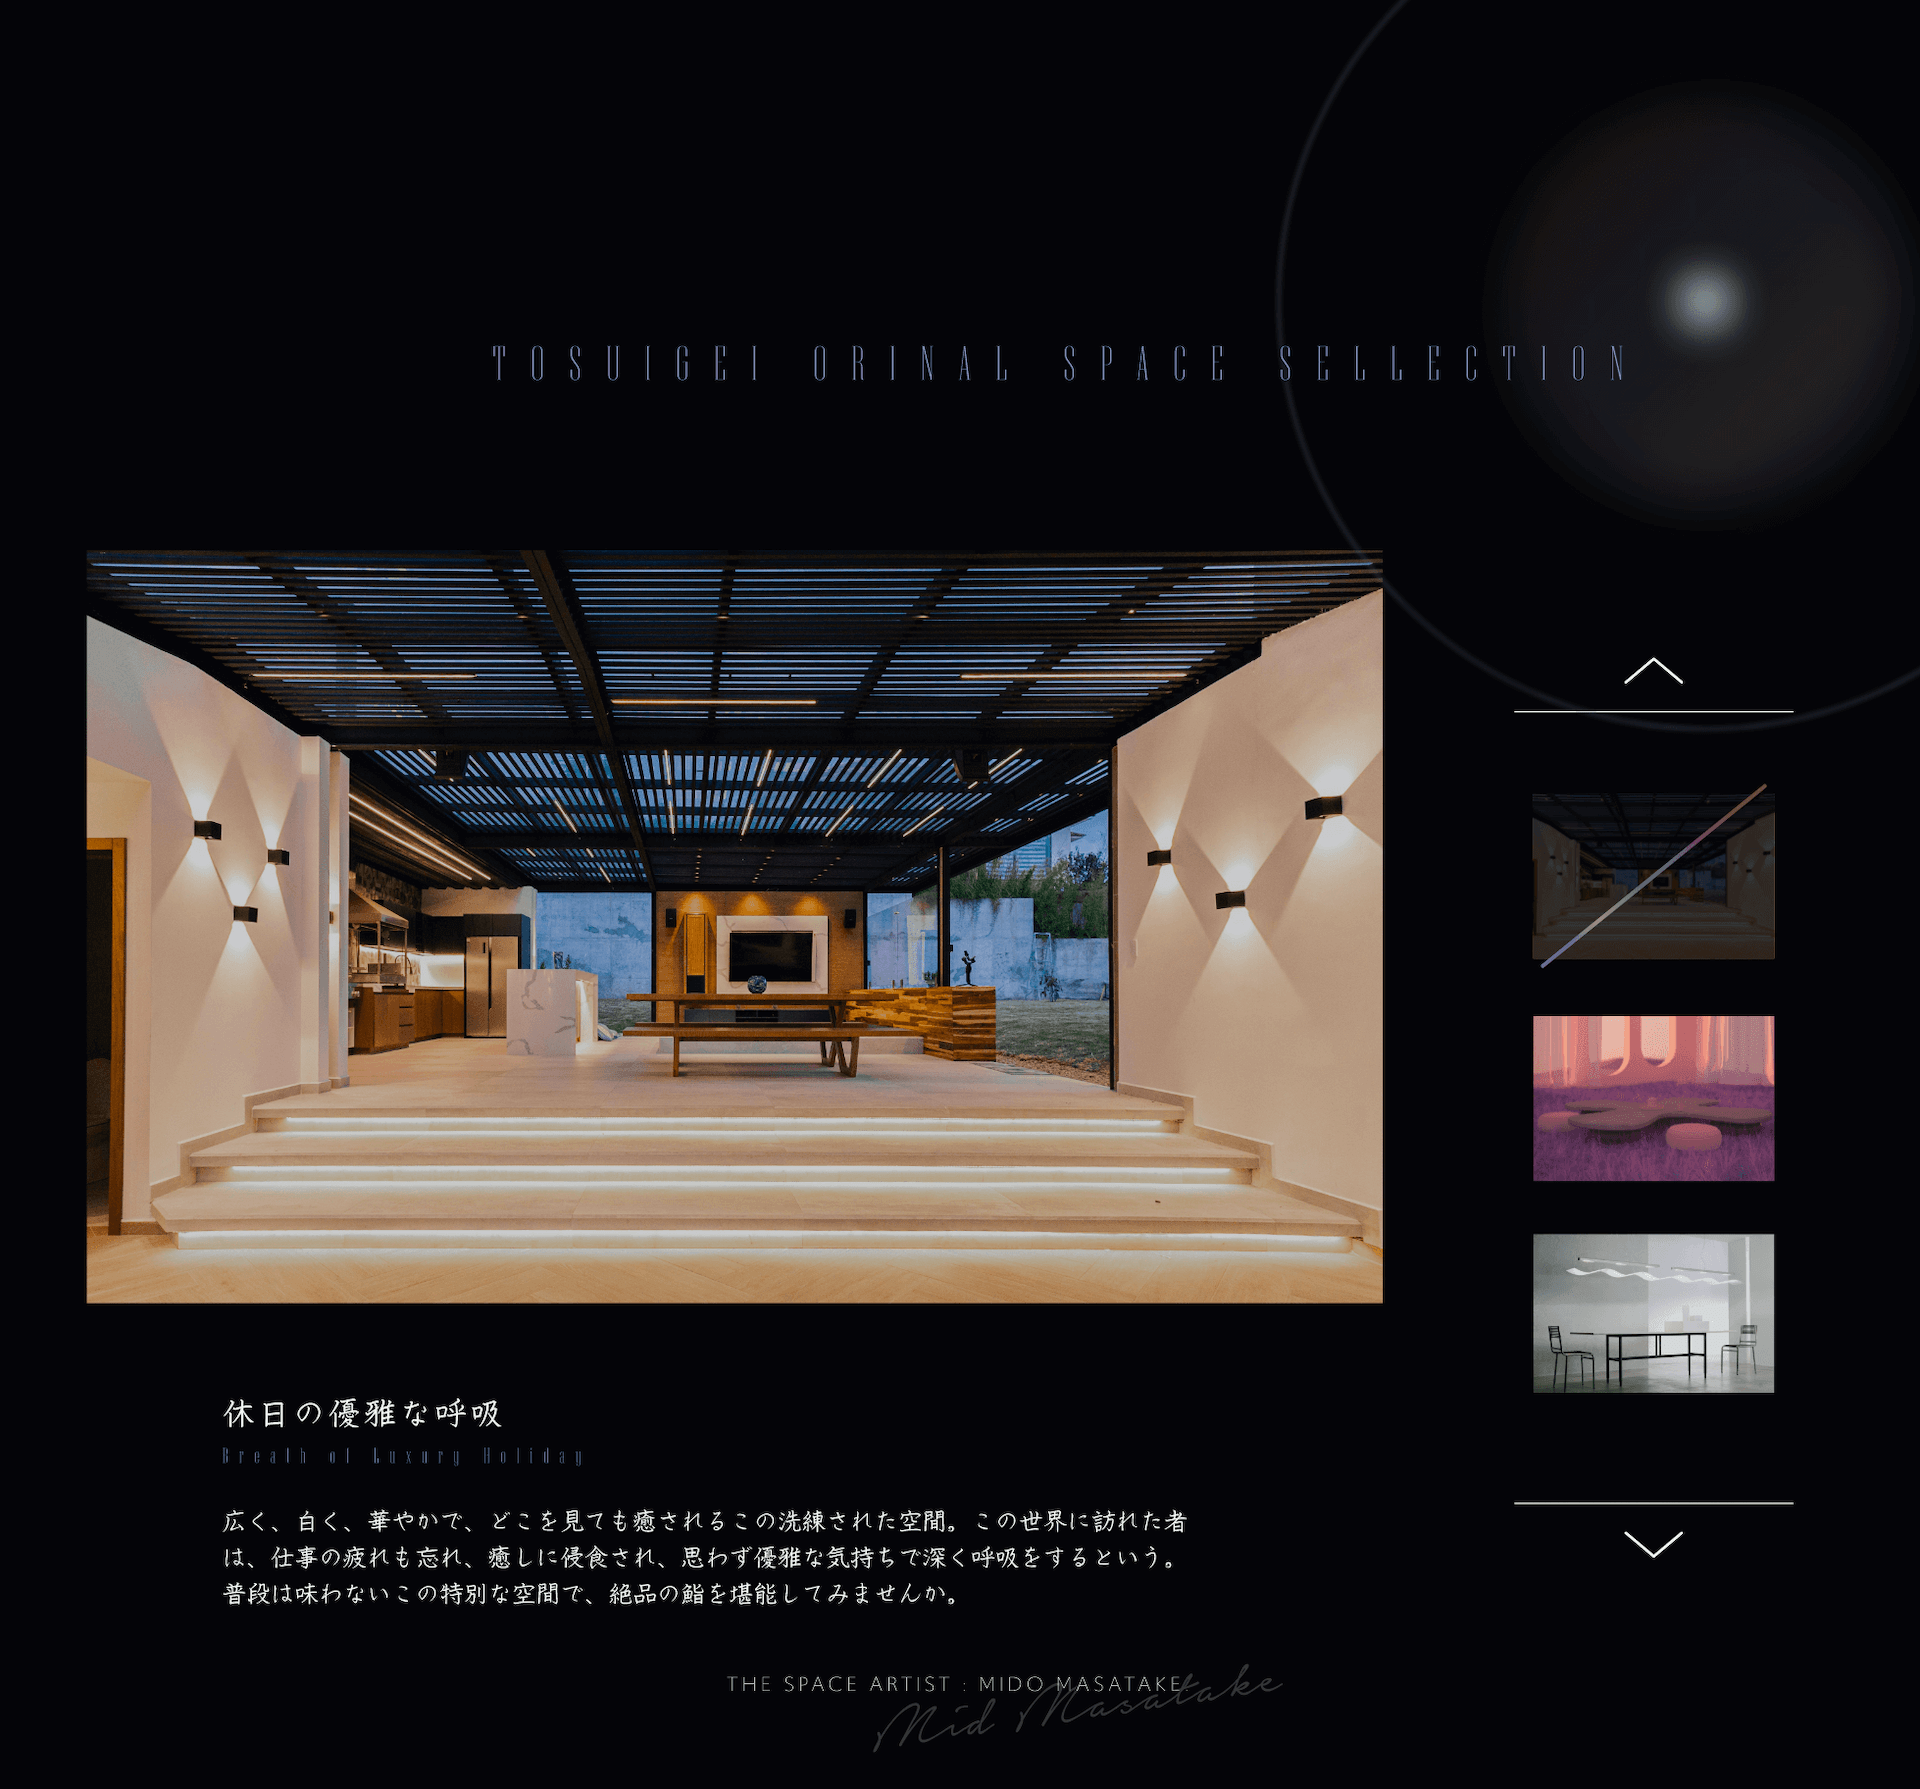 TOSUIGEI ORINAL SPACE SELLECTION
休日の優雅な呼吸
Breath of Luxury Holiday
広く、白く、華やかで、どこを見ても癒されるこの洗練された空間。この世界に訪れた者
は、仕事の疲れも忘れ、癒しに侵食され、思わず優雅な気持ちで深く呼吸をするという。
普段は味わないこの特別な空間で、絶品の鮨を堪能してみませんか。
THE SPACE ARTIST : MIDO MASATAKE
Mid Masatake